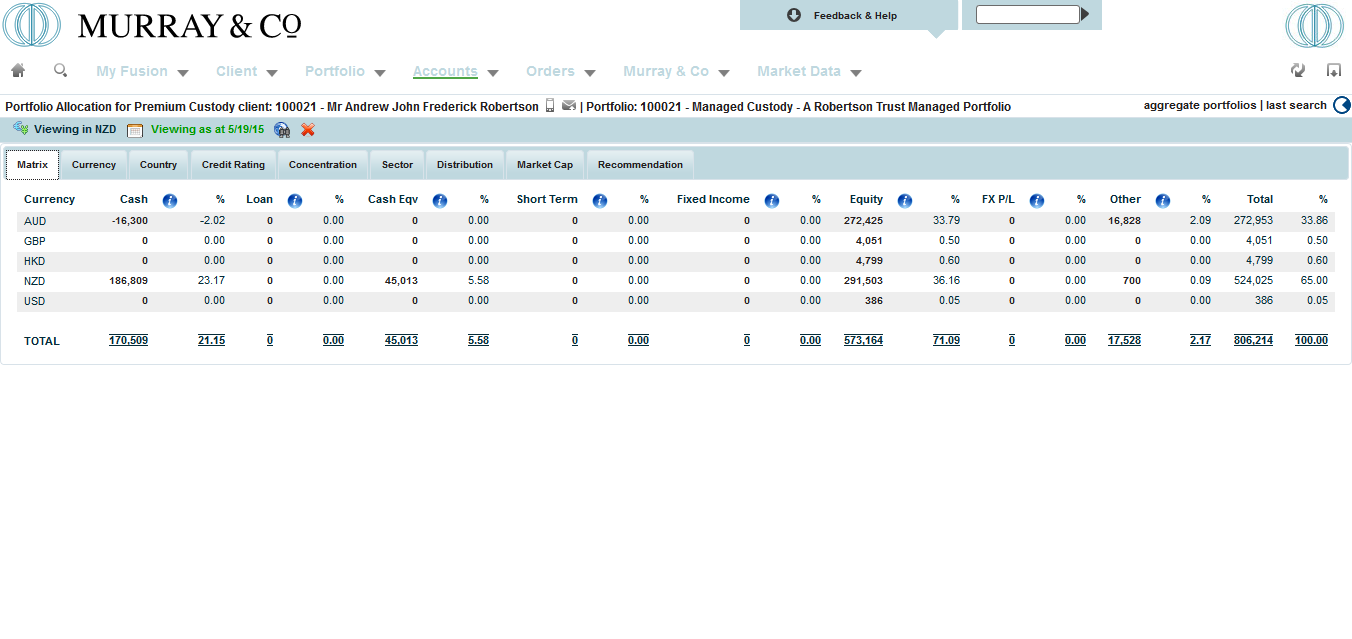 MURRAY & CO
Feedback & Help
My Fusion Client Portfolio Accounts Orders Murray & Co Market Data
Portfolio Allocation for Premium Custody client: 100021 - Mr Andrew John Frederick Robertson | Portfolio: 100021 - Managed Custody - A Robertson Trust Managed Portfolio aggregate portfolios | last search
Viewing in NZD Viewing as at 5/19/15
Matrix Currency Country Credit Rating Concentration Sector Distribution Market Cap Recommendation
Currency Cash i % Loan i % Cash Eqv i % Short Term i % Fixed Income i % Equity i % FX P/L i % Other i % Total %
AUD -16,300 -2.02 0 0.00 0 0.00 0 0.00 0 0.00 272,425 33.79 0 0.00 16,828 2.09 272,953 33.86
GBP 0 0.00 0 0.00 0 0.00 0 0.00 0 0.00 4,051 0.50 0 0.00 0 0.00 4,051 0.50
HKD 0 0.00 0 0.00 0 0.00 0 0.00 0 0.00 4,799 0.60 0 0.00 0 0.00 4,799 0.60
NZD 186,809 23.17 0 0.00 45,013 5.58 0 0.00 0 0.00 291,503 36.16 0 0.00 700 0.09 524,025 65.00
USD 0 0.00 0 0.00 0 0.00 0 0.00 0 0.00 386 0.05 0 0.00 0 0.00 386 0.05
TOTAL 170,509 21.15 0 0.00 45,013 5.58 0 0.00 0 0.00 573,164 71.09 0 0.00 17,528 2.17 806,214 100.00